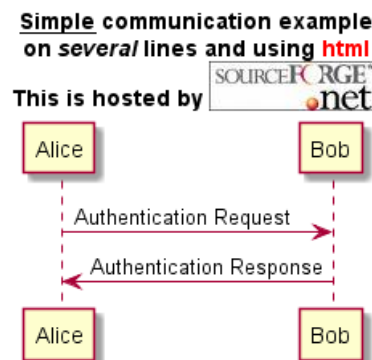 Simple communication example
on several lines and using html
This is hosted by SOURCEFORGE
.net
Alice Bob
Authentication Request
Authentication Response
Alice Bob